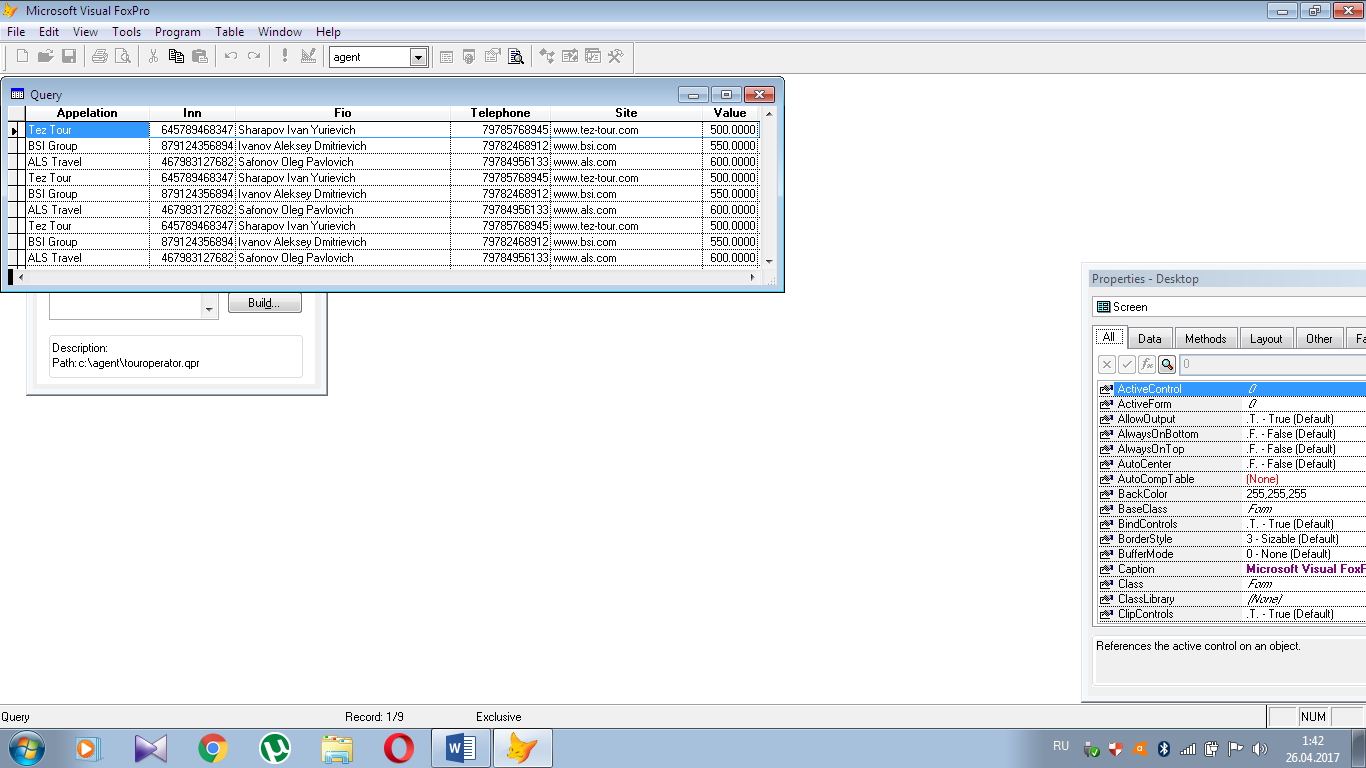 Microsoft Visual FoxPro
File Edit View Tools Program Table Window Help
agent
Query
Appelation Inn Fio Telephone Site Value
Tez Tour 645789468347 Sharapov Ivan Yurievich 79785768945 www.tez-tour.com 500.0000
BSI Group 879124356894 Ivanov Aleksey Dmitrievich 79782468912 www.bsi.com 550.0000
ALS Travel 467983127682 Safonov Oleg Pavlovich 79784956133 www.als.com 600.0000
Tez Tour 645789468347 Sharapov Ivan Yurievich 79785768945 www.tez-tour.com 500.0000
BSI Group 879124356894 Ivanov Aleksey Dmitrievich 79782468912 www.bsi.com 550.0000
ALS Travel 467983127682 Safonov Oleg Pavlovich 79784956133 www.als.com 600.0000
Tez Tour 645789468347 Sharapov Ivan Yurievich 79785768945 www.tez-tour.com 500.0000
BSI Group 879124356894 Ivanov Aleksey Dmitrievich 79782468912 www.bsi.com 550.0000
ALS Travel 467983127682 Safonov Oleg Pavlovich 79784956133 www.als.com 600.0000
Build...
Description:
Path: c:\agent\touroperator.qpr
Properties - Desktop
Screen
All Data Methods Layout Other Fa
0
ActiveControl 0
ActiveForm 0
AllowOutput .T. - True (Default)
AlwaysOnBottom .F. - False (Default)
AlwaysOnTop .F. - False (Default)
AutoCenter .F. - False (Default)
AutoCompTable (None)
BackColor 255,255,255
BaseClass Form
BindControls .T. - True (Default)
BorderStyle 3 - Sizable (Default)
BufferMode 0 - None (Default)
Caption Microsoft Visual FoxP
Class Form
ClassLibrary (None)
ClipControls .T. - True (Default)
References the active control on an object.
Query Record: 1/9 Exclusive NUM
RU 1:42
26.04.2017